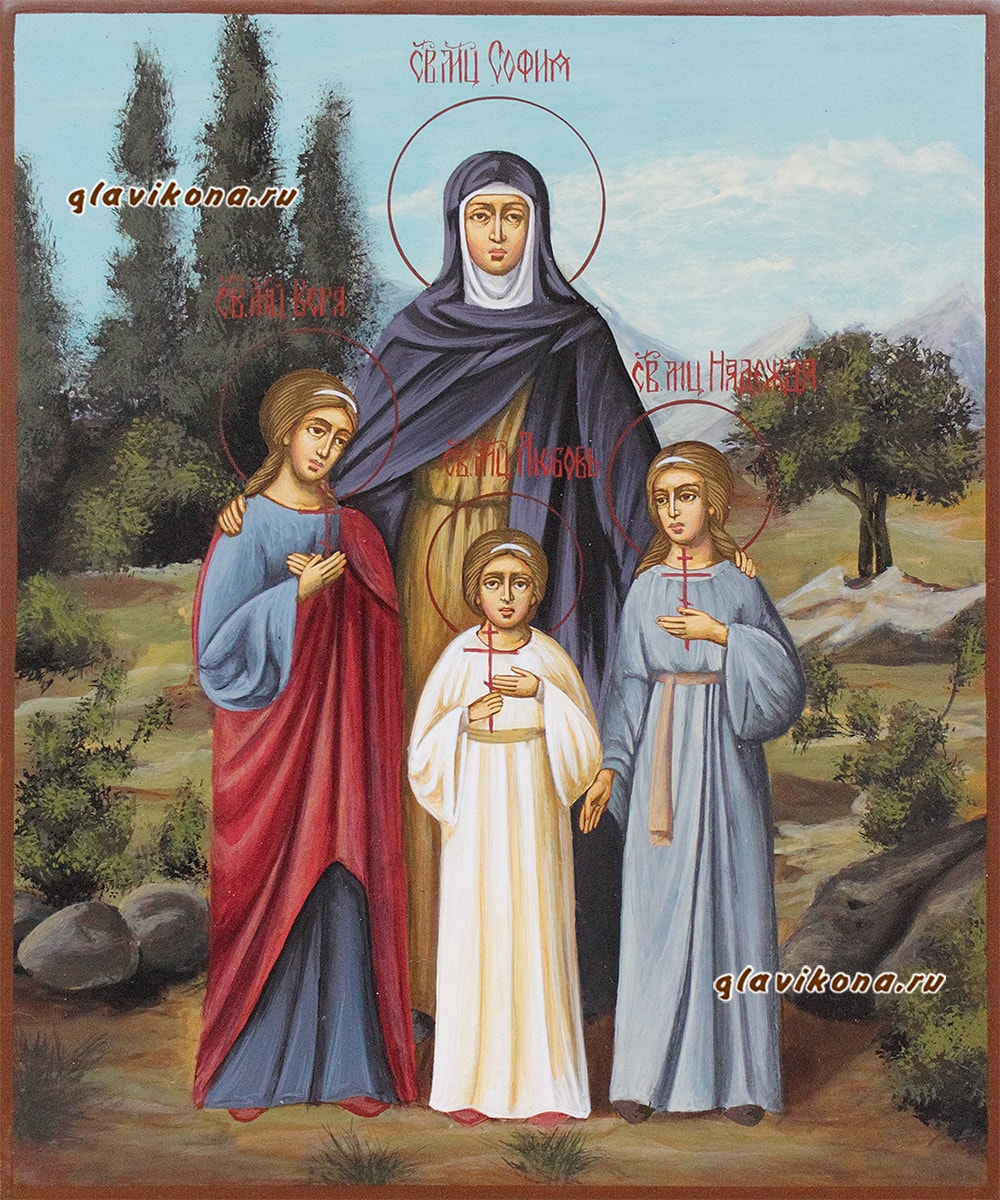 СВ. МЦ СОФИЯ
glavikona.ru
СВ. МЦ ВЕРА
СВ. МЦ НАДЕЖДА
СВ. МЦ ЛЮБОВЬ
glavikona.ru